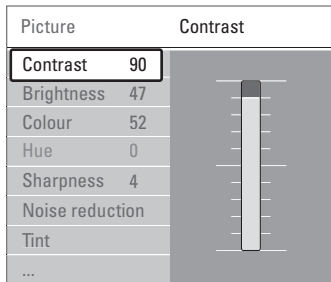 Picture Contrast
Contrast 90
Brightness 47
Colour 52
Hue 0
Sharpness 4
Noise reduction
Tint
...